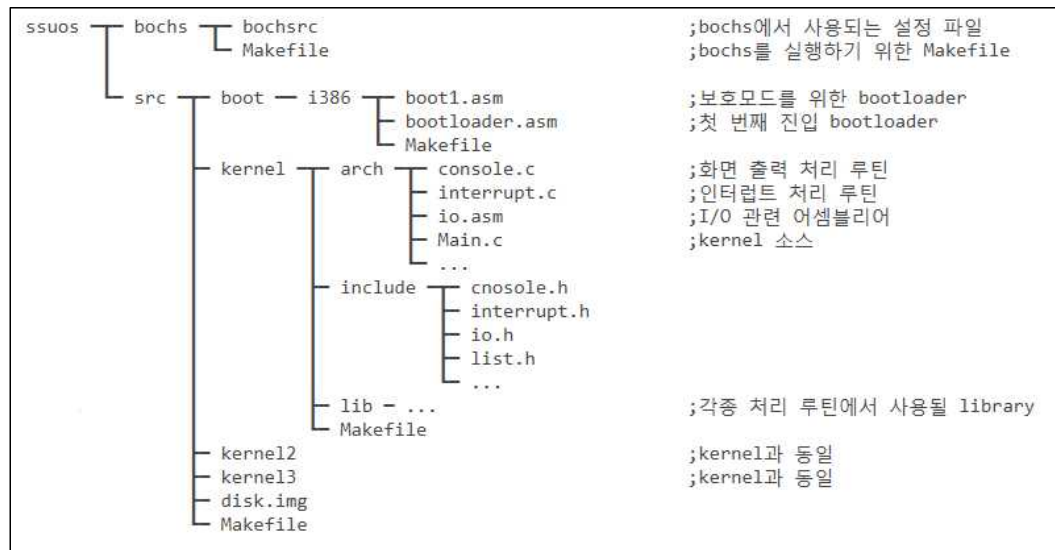 ssuos bochs bochsrc ;bochs에서 사용되는 설정 파일
Makefile ;bochs를 실행하기 위한 Makefile
src boot i386 boot1.asm ;보호모드를 위한 bootloader
bootloader.asm ;첫 번째 진입 bootloader
Makefile
kernel arch console.c ;화면 출력 처리 루틴
interrupt.c ;인터럽트 처리 루틴
io.asm ;I/O 관련 어셈블리어
Main.c ;kernel 소스
...
include cnosole.h
interrupt.h
io.h
list.h
...
lib - ... ;각종 처리 루틴에서 사용될 library
Makefile
kernel2 ;kernel과 동일
kernel3 ;kernel과 동일
disk.img
Makefile